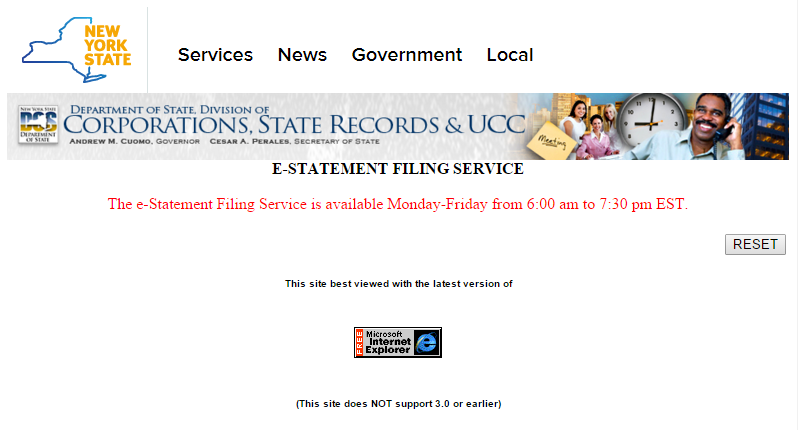 NEW
YORK
STATE
Services News Government Local
NEW YORK STATE
DOS
DEPARTMENT
OF STATE
DEPARTMENT OF STATE, DIVISION OF
CORPORATIONS, STATE RECORDS & UCC
ANDREW M. CUOMO, GOVERNOR CESAR A. PERALES, SECRETARY OF STATE
Meeting
E-STATEMENT FILING SERVICE
The e-Statement Filing Service is available Monday-Friday from 6:00 am to 7:30 pm EST.
RESET
This site best viewed with the latest version of
FREE
Microsoft
Internet
Explorer
(This site does NOT support 3.0 or earlier)